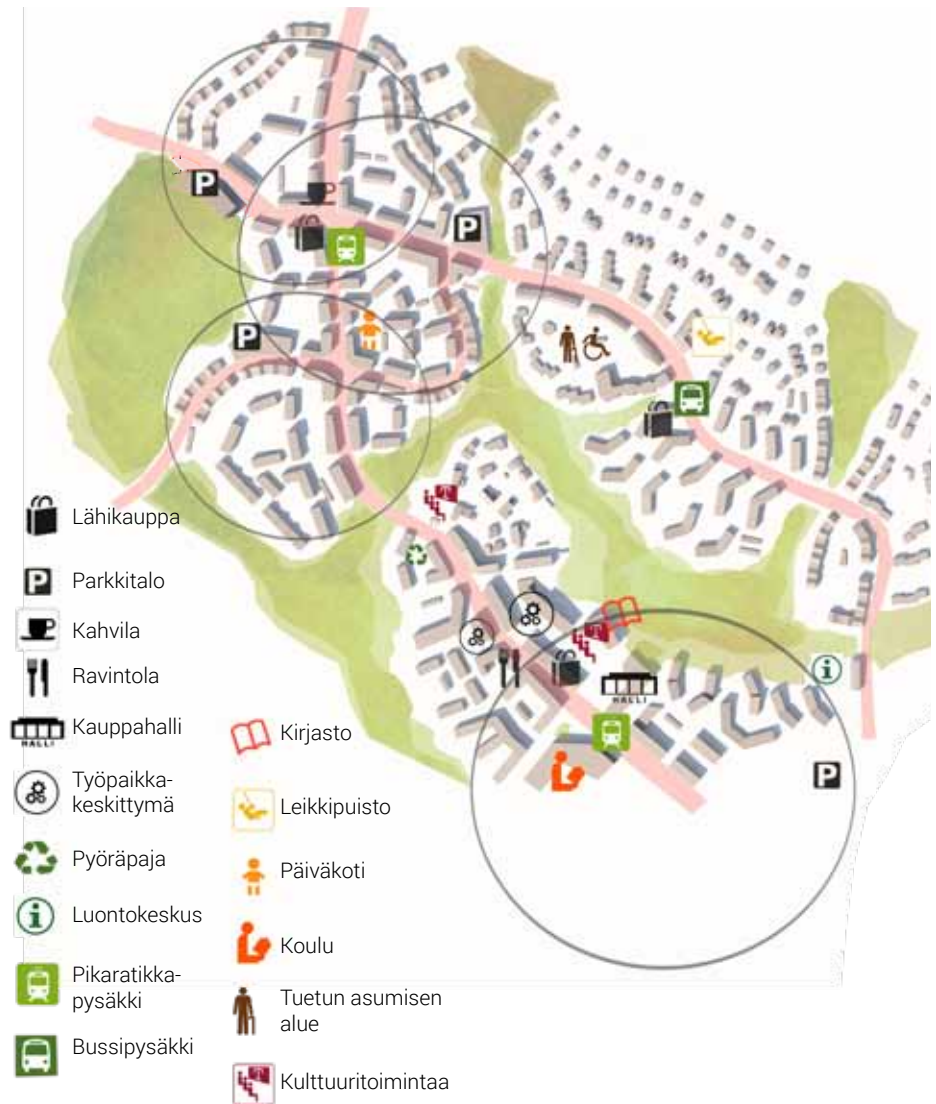 P
P
P
i
P
HALLI
Lähikauppa
P
Parkkitalo
Kahvila
Ravintola
HALLI
Kauppahalli
Työpaikka-
keskittymä
Pyöräpaja
i
Luontokeskus
Pikaratikka-
pysäkki
Bussipysäkki
Kirjasto
Leikkipuisto
Päiväkoti
Koulu
Tuetun asumisen
alue
Kulttuuritoimintaa